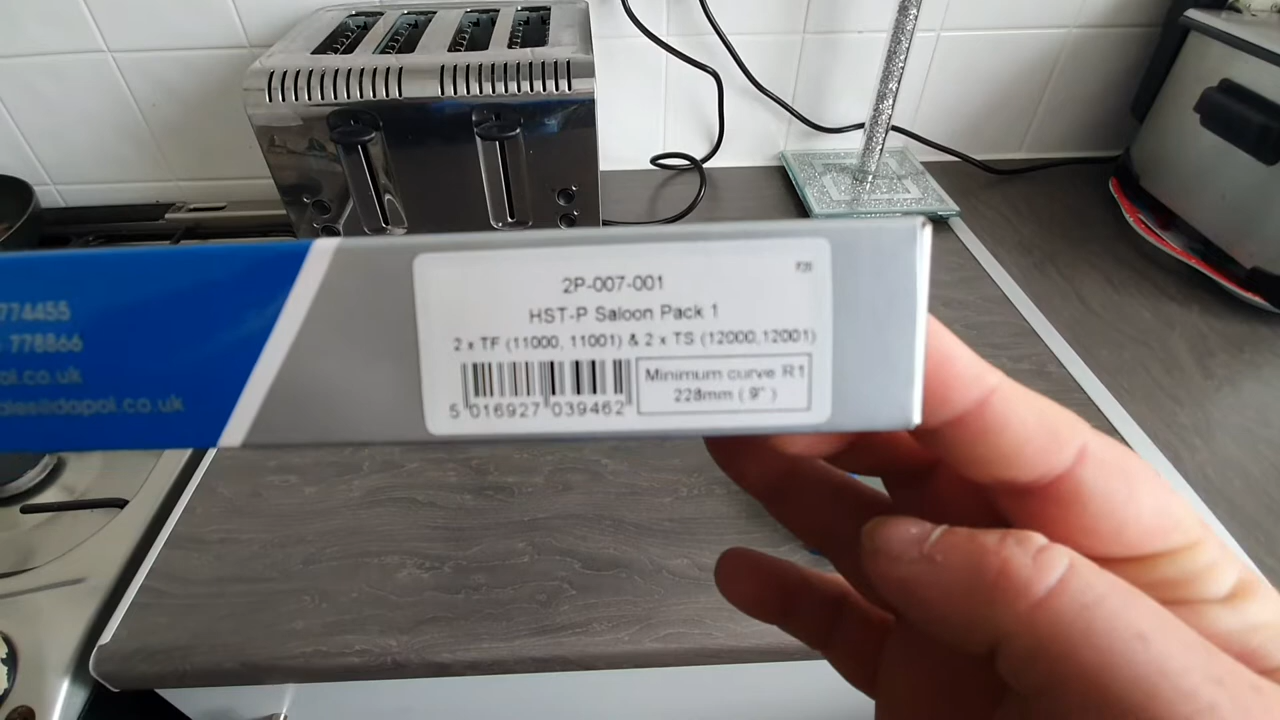 774455
778866
ol.co.uk
ales@dapol.co.uk
2P-007-001
HST-P Saloon Pack 1
2 x TF (11000, 11001) & 2 x TS (12000,12001)
5 016927 039462
Minimum curve R1
228mm ( 9" )